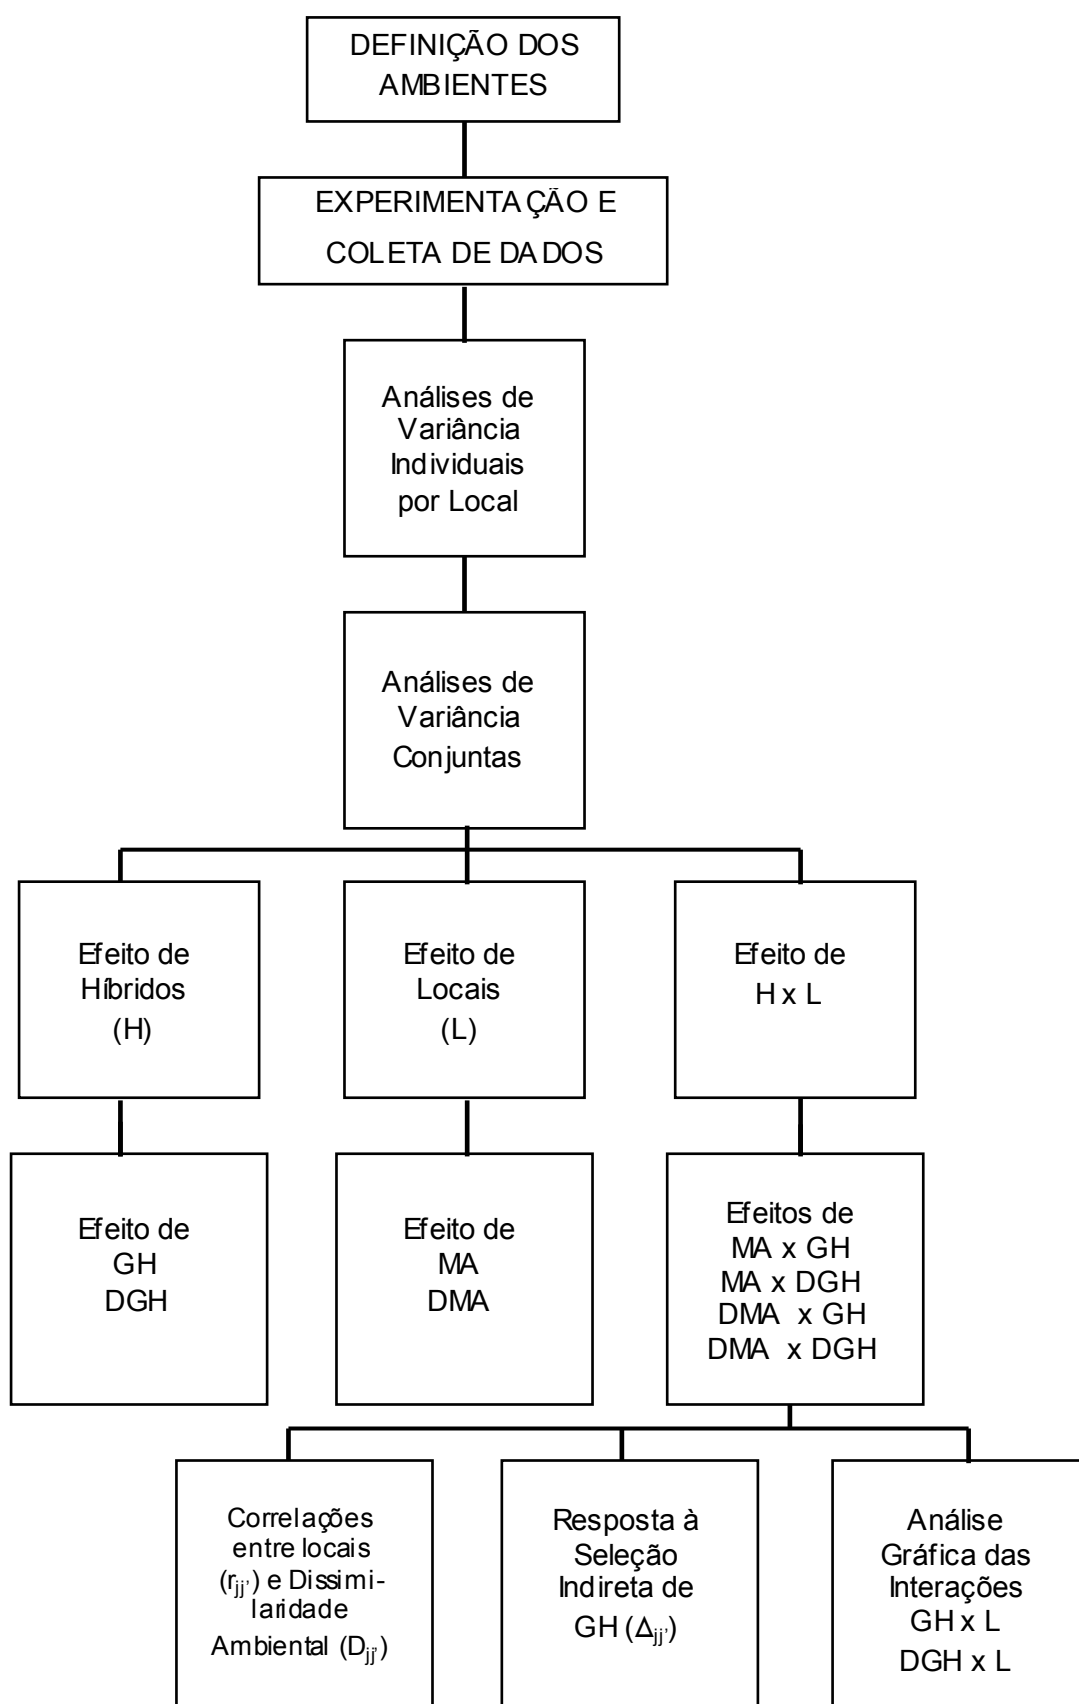 DEFINIÇÃO DOS
AMBIENTES
EXPERIMENTAÇÃO E
COLETA DE DADOS
Análises de
Variância
Individuais
por Local
Análises de
Variância
Conjuntas
Efeito de
Híbridos
(H)
Efeito de
Locais
(L)
Efeito de
H x L
Efeito de
GH
DGH
Efeito de
MA
DMA
Efeitos de
MA x GH
MA x DGH
DMA x GH
DMA x DGH
Correlações
entre locais
(rjj') e Dissimi-
laridade
Ambiental (Djj')
Resposta à
Seleção
Indireta de
GH (Δjj')
Análise
Gráfica das
Interações
GH x L
DGH x L